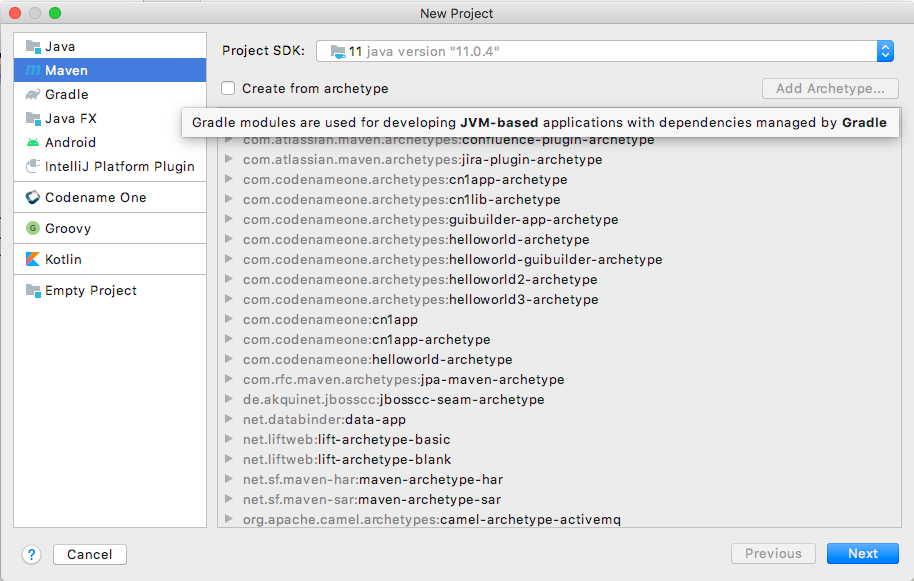 New Project
Java
Maven
Gradle
Java FX
Android
IntelliJ Platform Plugin
Codename One
Groovy
Kotlin
Empty Project
Project SDK: 11 java version "11.0.4"
Create from archetype
Add Archetype...
Gradle modules are used for developing JVM-based applications with dependencies managed by Gradle
com.atlassian.maven.archetypes:confluence-plugin-archetype
com.atlassian.maven.archetypes:jira-plugin-archetype
com.codenameone.archetypes:cn1app-archetype
com.codenameone.archetypes:cn1lib-archetype
com.codenameone.archetypes:guibuilder-app-archetype
com.codenameone.archetypes:helloworld-archetype
com.codenameone.archetypes:helloworld-guibuilder-archetype
com.codenameone.archetypes:helloworld2-archetype
com.codenameone.archetypes:helloworld3-archetype
com.codenameone:cn1app
com.codenameone:cn1app-archetype
com.codenameone:helloworld-archetype
com.rfc.maven.archetypes:jpa-maven-archetype
de.akquinet.jbosscc:jbosscc-seam-archetype
net.databinder:data-app
net.liftweb:lift-archetype-basic
net.liftweb:lift-archetype-blank
net.sf.maven-har:maven-archetype-har
net.sf.maven-sar:maven-archetype-sar
org.apache.camel.archetypes:camel-archetype-activemq
?
Cancel
Previous
Next